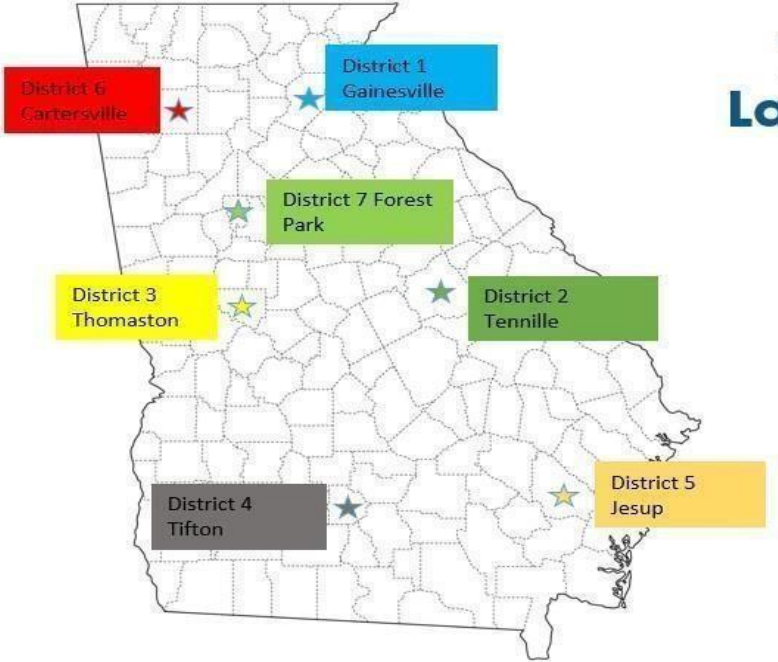 District 1
Gainesville
Lo
District 6
Cartersville
District 7 Forest
Park
District 3
Thomaston
District 2
Tennille
District 5
Jesup
District 4
Tifton